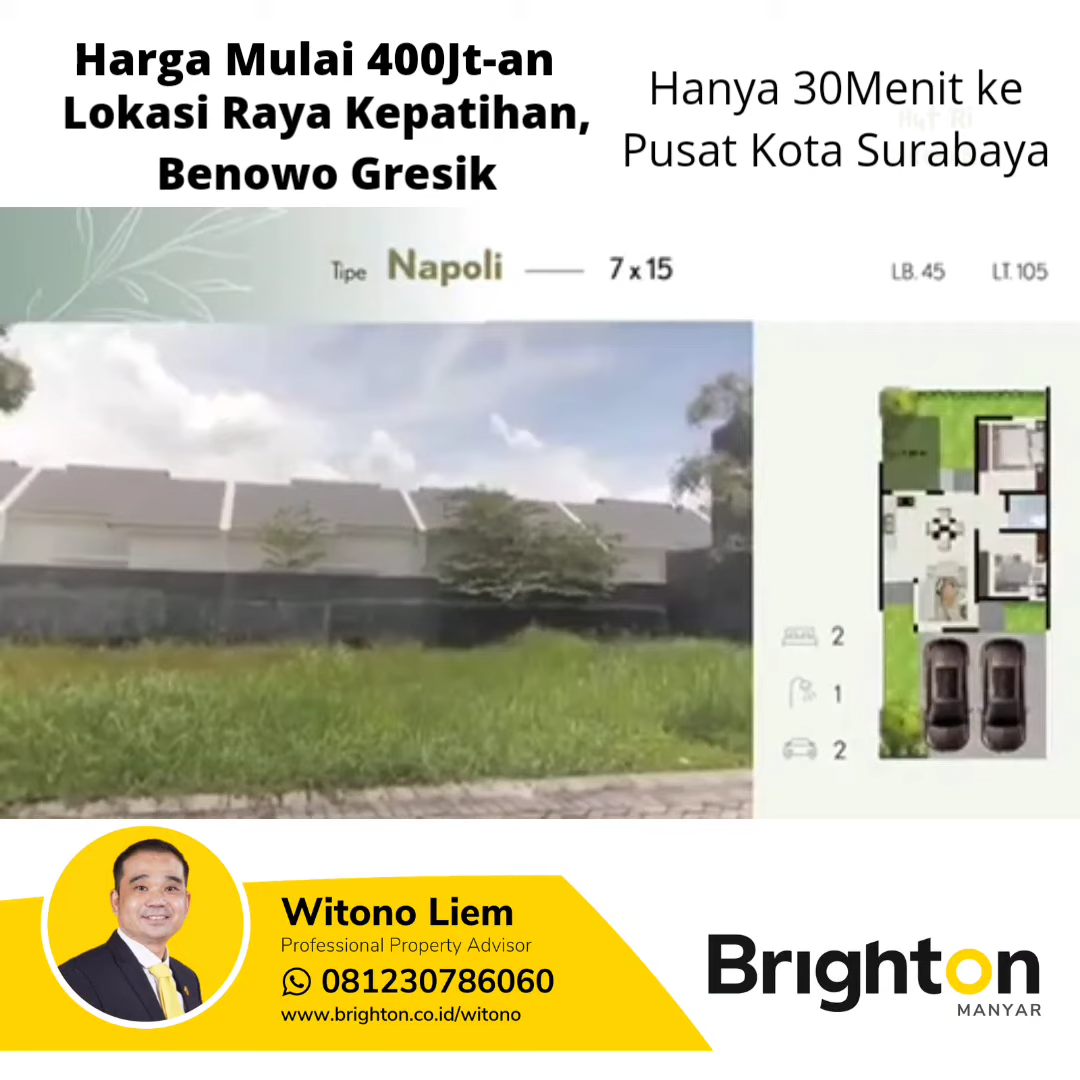 Harga Mulai 400Jt-an
Lokasi Raya Kepatihan,
Benowo Gresik
Hanya 30Menit ke
Pusat Kota Surabaya
Tipe Napoli 7 x 15 LB. 45 LT. 105
2
1
2
Witono Liem
Professional Property Advisor
081230786060
www.brighton.co.id/witono
Brighton
MANYAR